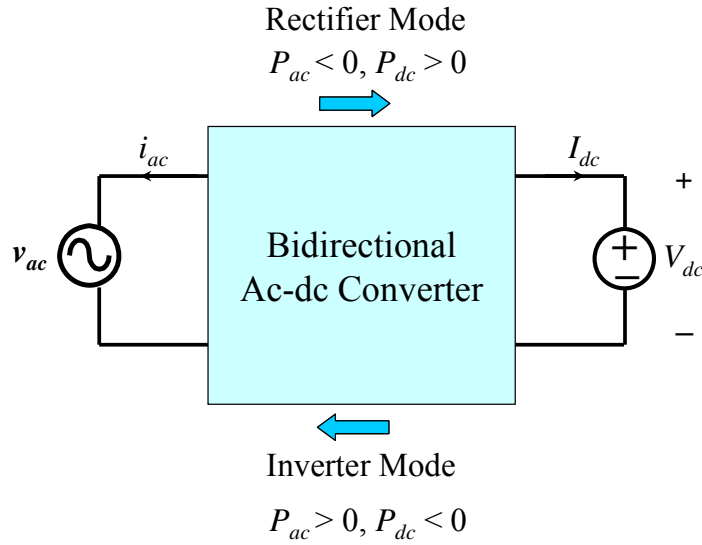 Rectifier Mode
P_ac < 0, P_dc > 0
i_ac
I_dc
+
v_ac
Bidirectional
Ac-dc Converter
+
−
V_dc
−
Inverter Mode
P_ac > 0, P_dc < 0